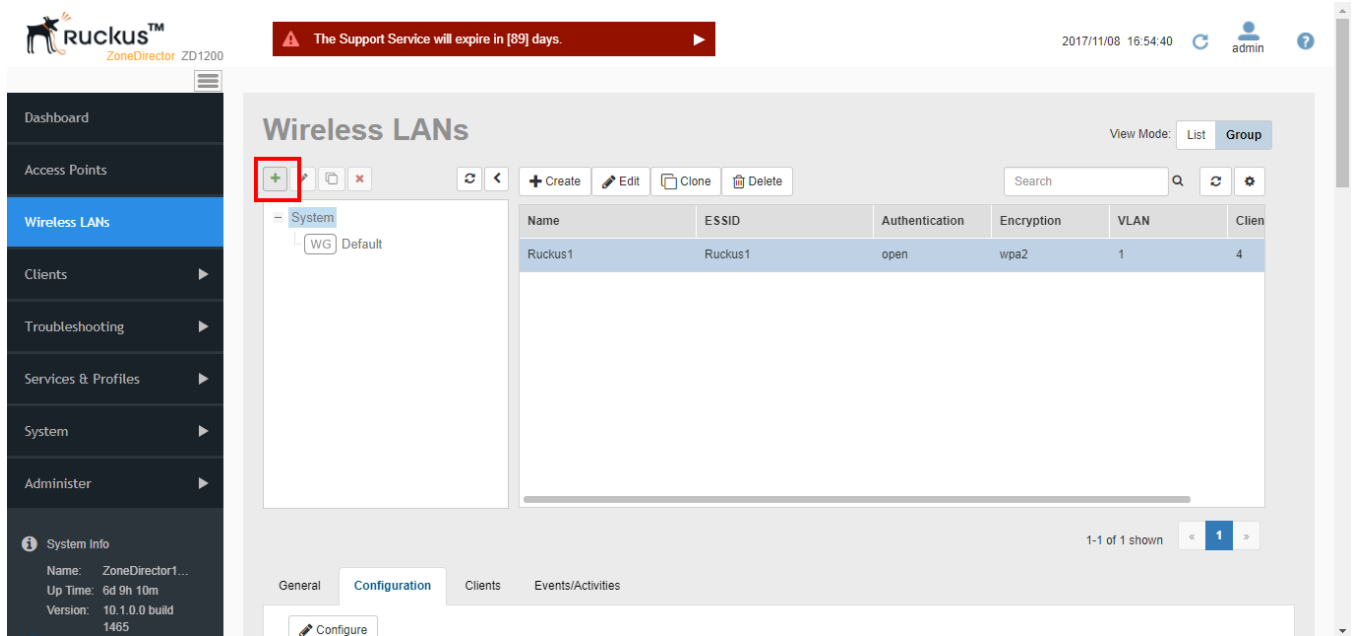 Ruckus™
ZoneDirector ZD1200
The Support Service will expire in [89] days.
2017/11/08 16:54:40
admin
Dashboard
Access Points
Wireless LANs
Clients
Troubleshooting
Services & Profiles
System
Administer
System Info
Name: ZoneDirector1...
Up Time: 6d 9h 10m
Version: 10.1.0.0 build
1465
Wireless LANs
View Mode: List Group
Create Edit Clone Delete
Search
System
WG Default
Name ESSID Authentication Encryption VLAN Clien
Ruckus1 Ruckus1 open wpa2 1 4
1-1 of 1 shown « 1 »
General Configuration Clients Events/Activities
Configure